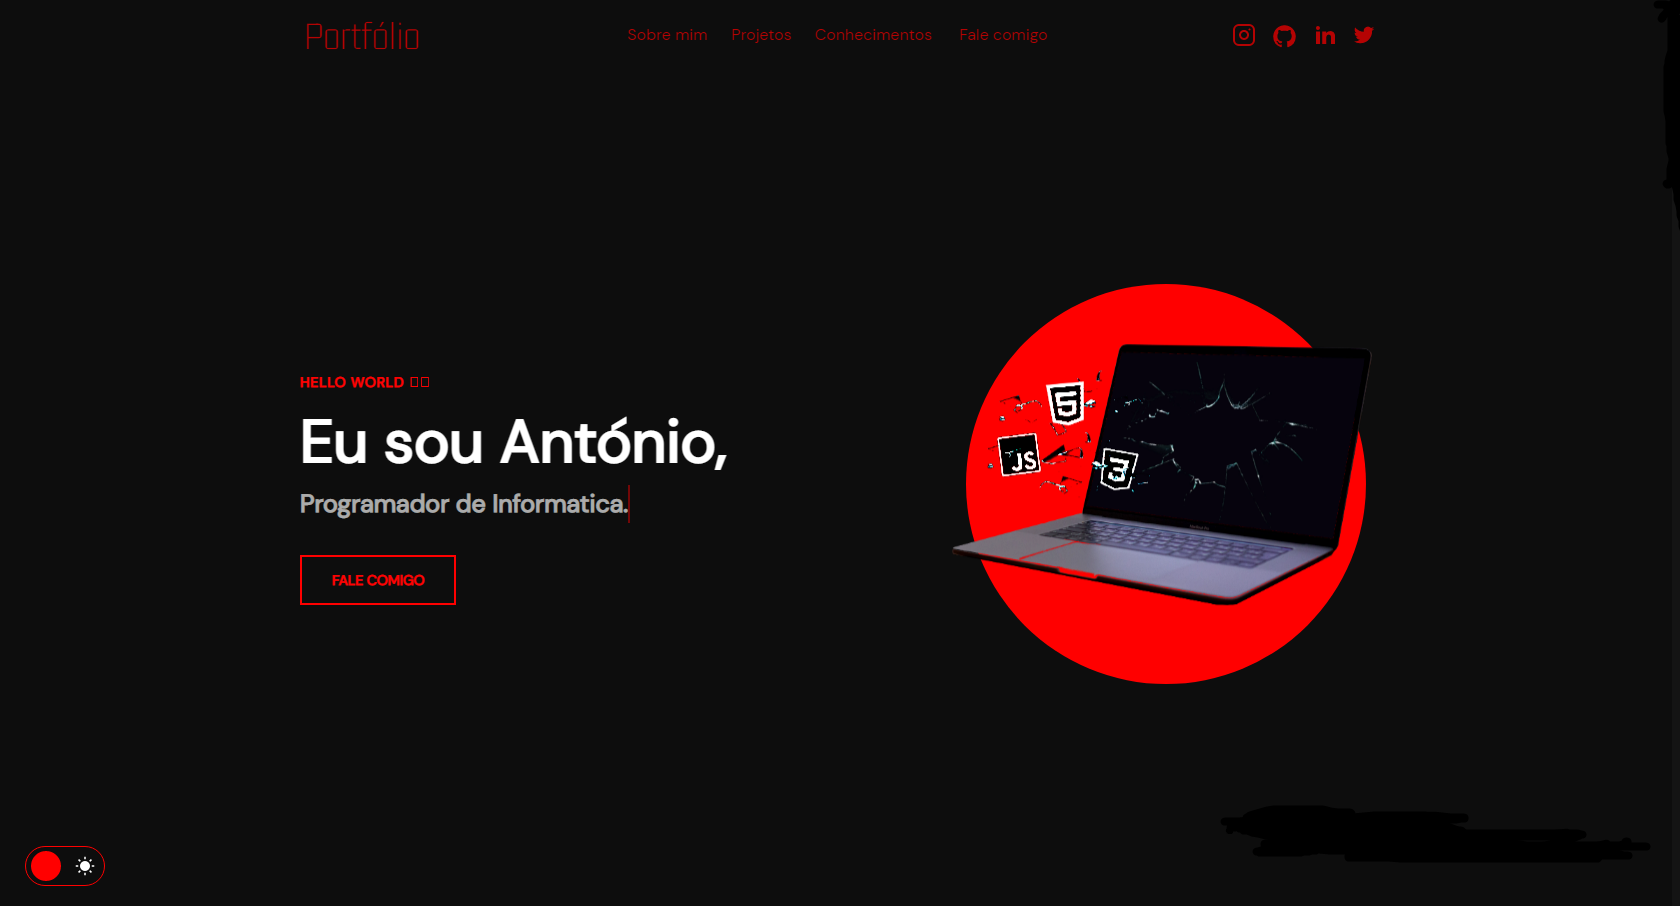 Portfólio
Sobre mim Projetos Conhecimentos Fale comigo
in
HELLO WORLD
Eu sou António,
Programador de Informatica.
FALE COMIGO
5
JS
3